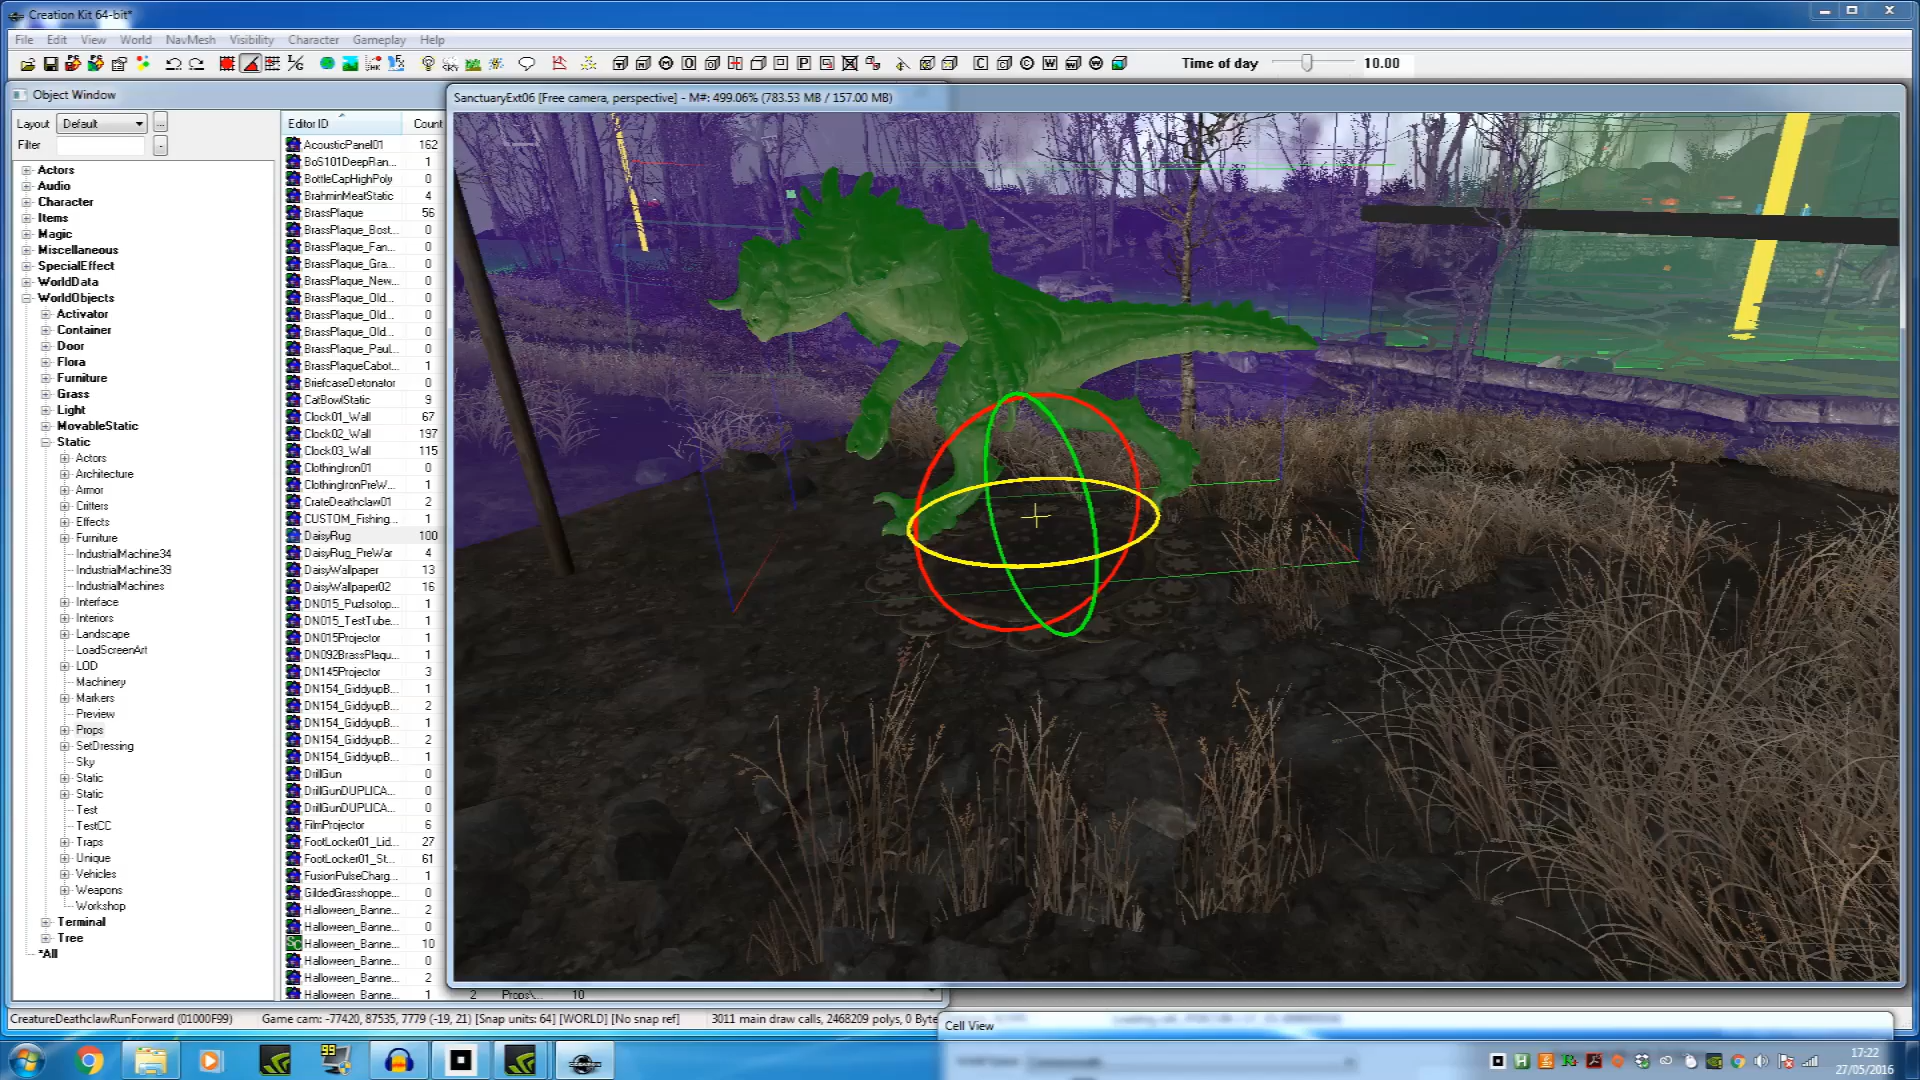 Creation Kit 64-bit*
File Edit View World NavMesh Visibility Character Gameplay Help
Time of day 10.00
Object Window
SanctuaryExt06 [Free camera, perspective] - M#: 499.06% (783.53 MB / 157.00 MB)
Layout Default
Filter
Editor ID Count
Actors
Audio
Character
Items
Magic
Miscellaneous
SpecialEffect
WorldData
WorldObjects
Activator
Container
Door
Flora
Furniture
Grass
Light
MovableStatic
Static
Actors
Architecture
Armor
Critters
Effects
Furniture
IndustrialMachine34
IndustrialMachine39
IndustrialMachines
Interface
Interiors
Landscape
LoadScreenArt
LOD
Machinery
Markers
Preview
Props
SetDressing
Sky
Static
Static
Test
TestCC
Traps
Unique
Vehicles
Weapons
Workshop
Terminal
Tree
*All
AcousticPanel01 162
BoS101DeepRan... 1
BottleCapHighPoly 0
BrahminMeatStatic 4
BrassPlaque 56
BrassPlaque_Bost... 0
BrassPlaque_Fan... 0
BrassPlaque_Gra... 0
BrassPlaque_New... 0
BrassPlaque_Old... 0
BrassPlaque_Old... 0
BrassPlaque_Old... 0
BrassPlaque_Paul... 0
BrassPlaqueCabot... 1
BriefcaseDetonator 0
CatBowlStatic 9
Clock01_Wall 67
Clock02_Wall 197
Clock03_Wall 115
ClothingIron01 0
ClothingIronPreW... 1
CrateDeathclaw01 2
CUSTOM_Fishing... 1
DaisyRug 100
DaisyRug_PreWar 4
DaisyWallpaper 13
DaisyWallpaper02 16
DN015_PuzIsotop... 1
DN015_TestTube... 1
DN015Projector 1
DN092BrassPlaqu... 1
DN145Projector 3
DN154_GiddyupB... 1
DN154_GiddyupB... 2
DN154_GiddyupB... 1
DN154_GiddyupB... 2
DN154_GiddyupB... 1
DrillGun 0
DrillGunDUPLICA... 0
DrillGunDUPLICA... 0
FilmProjector 6
FootLocker01_Lid... 27
FootLocker01_St... 61
FusionPulseCharg... 1
GildedGrasshoppe... 0
Halloween_Banne... 2
Halloween_Banne... 0
Halloween_Banne... 10
Halloween_Banne... 0
Halloween_Banne... 2
Halloween_Banne... 1 2 Props\... 10
CreatureDeathclawRunForward (01000F99) Game cam: -77420, 87535, 7779 (-19, 21) [Snap units: 64] [WORLD] [No snap ref] 3011 main draw calls, 2468209 polys, 0 Byte
Cell View
99
17:22
27/05/2016